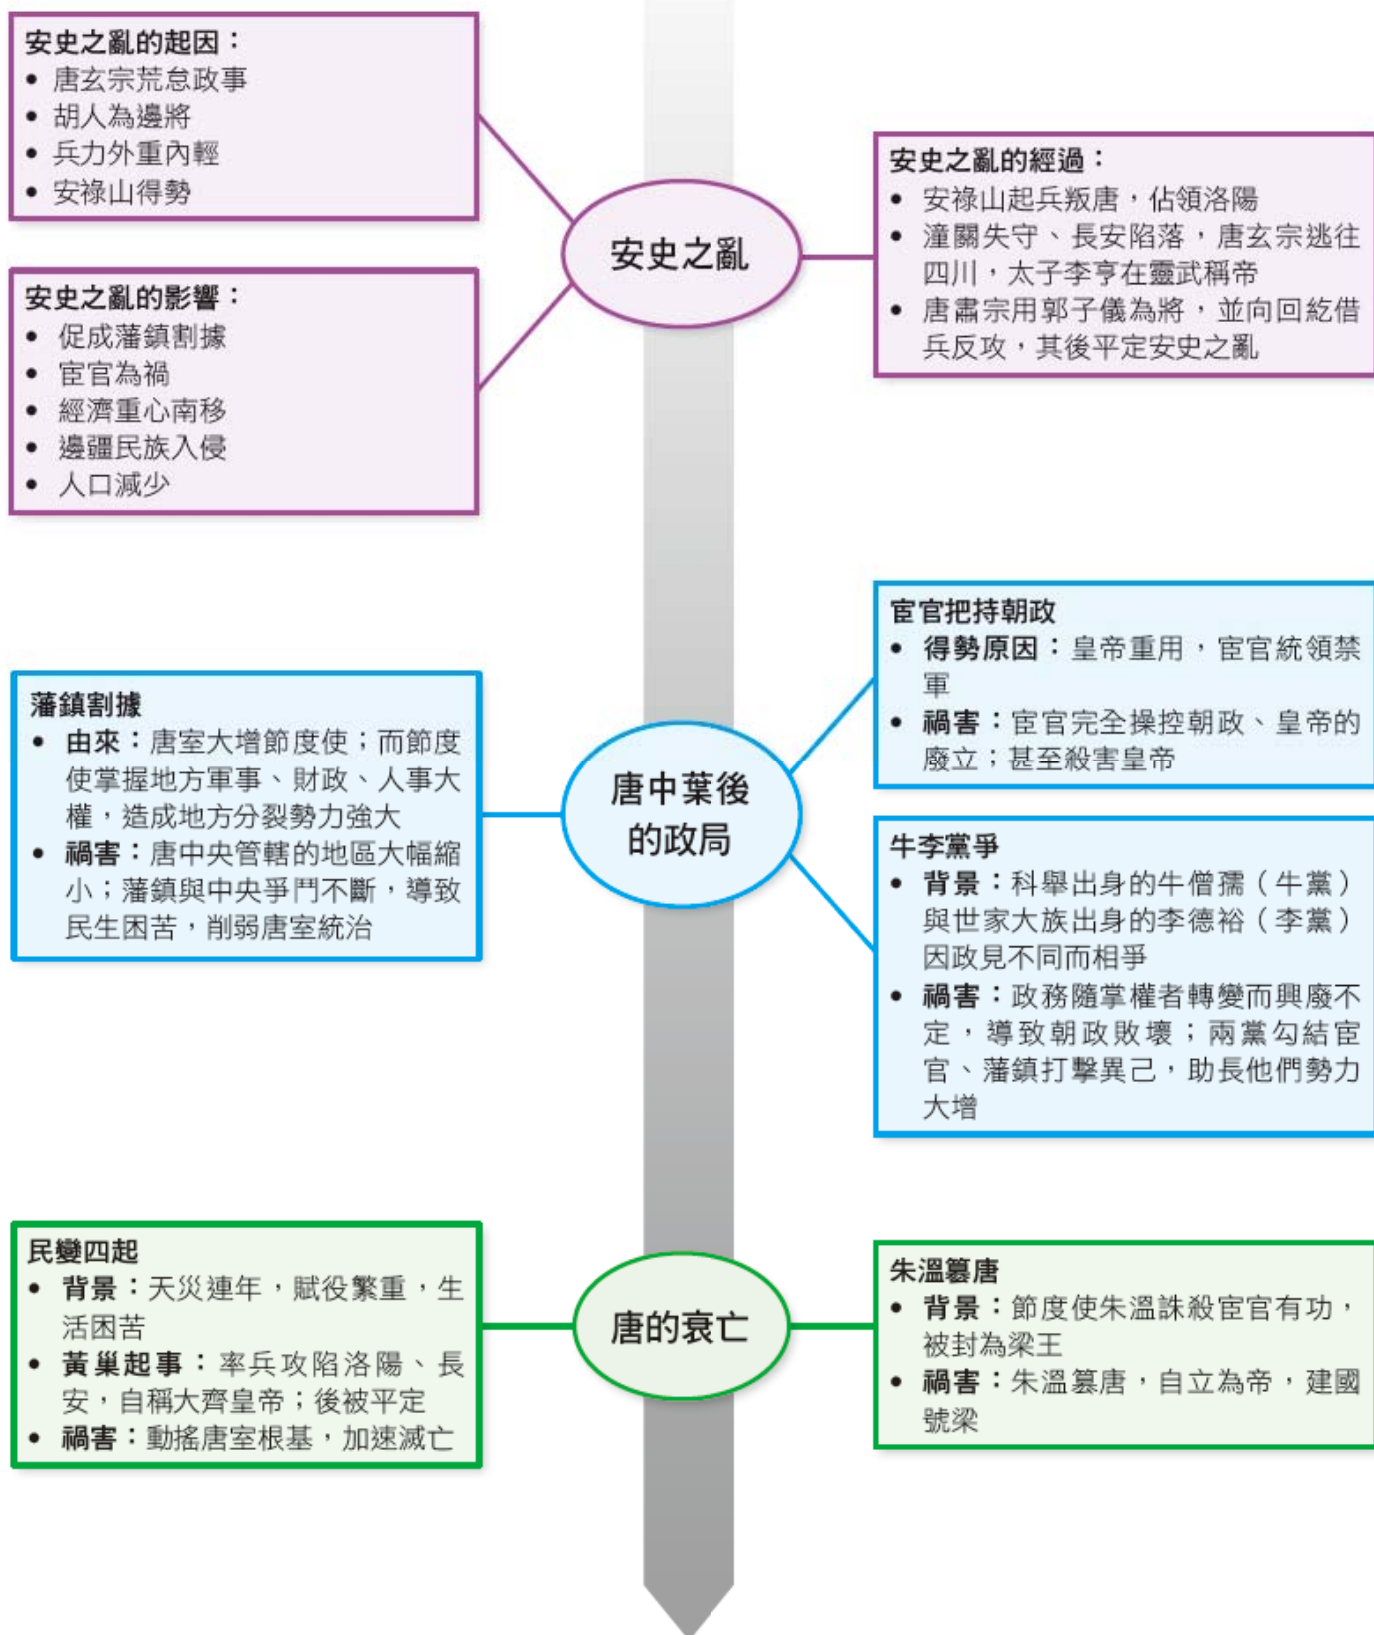 安史之亂的起因：
• 唐玄宗荒怠政事
• 胡人為邊將
• 兵力外重內輕
• 安祿山得勢
安史之亂的影響：
• 促成藩鎮割據
• 宦官為禍
• 經濟重心南移
• 邊疆民族入侵
• 人口減少
安史之亂
安史之亂的經過：
• 安祿山起兵叛唐，佔領洛陽
• 潼關失守、長安陷落，唐玄宗逃往
四川，太子李亨在靈武稱帝
• 唐肅宗用郭子儀為將，並向回紇借
兵反攻，其後平定安史之亂
藩鎮割據
• 由來：唐室大增節度使；而節度
使掌握地方軍事、財政、人事大
權，造成地方分裂勢力強大
• 禍害：唐中央管轄的地區大幅縮
小；藩鎮與中央爭鬥不斷，導致
民生困苦，削弱唐室統治
唐中葉後
的政局
宦官把持朝政
• 得勢原因：皇帝重用，宦官統領禁
軍
• 禍害：宦官完全操控朝政、皇帝的
廢立；甚至殺害皇帝
牛李黨爭
• 背景：科舉出身的牛僧孺（牛黨）
與世家大族出身的李德裕（李黨）
因政見不同而相爭
• 禍害：政務隨掌權者轉變而興廢不
定，導致朝政敗壞；兩黨勾結宦
官、藩鎮打擊異己，助長他們勢力
大增
民變四起
• 背景：天災連年，賦役繁重，生
活困苦
• 黃巢起事：率兵攻陷洛陽、長
安，自稱大齊皇帝；後被平定
• 禍害：動搖唐室根基，加速滅亡
唐的衰亡
朱溫篡唐
• 背景：節度使朱溫誅殺宦官有功，
被封為梁王
• 禍害：朱溫篡唐，自立為帝，建國
號梁